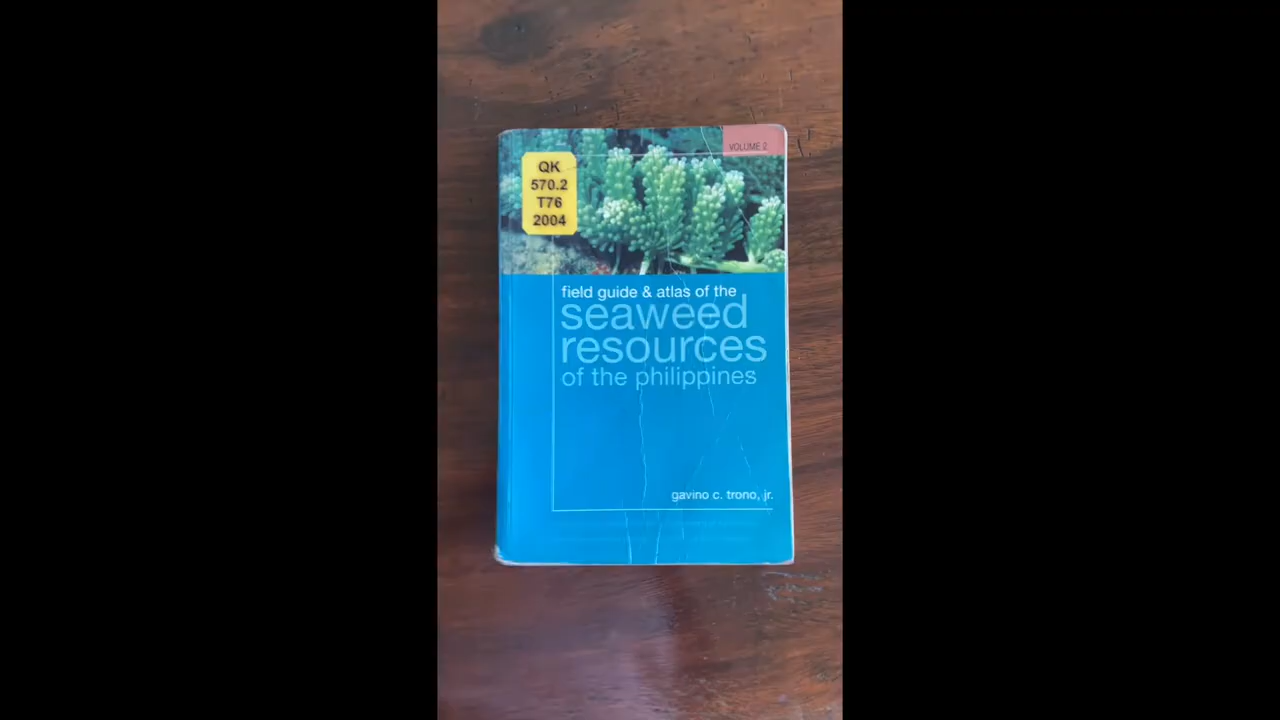 VOLUME 2
QK
570.2
T76
2004
field guide & atlas of the
seaweed
resources
of the philippines
gavino c. trono, jr.